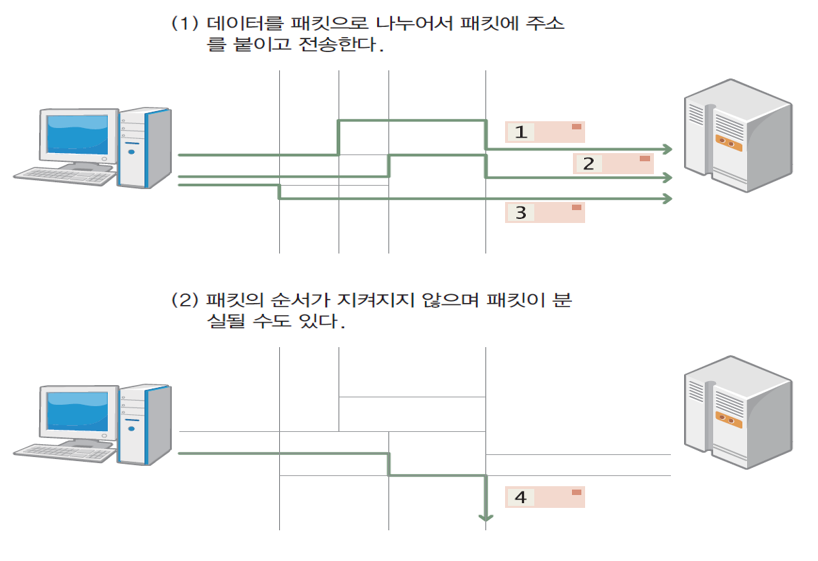 (1) 데이터를 패킷으로 나누어서 패킷에 주소
를 붙이고 전송한다.
1
2
3
(2) 패킷의 순서가 지켜지지 않으며 패킷이 분
실될 수도 있다.
4